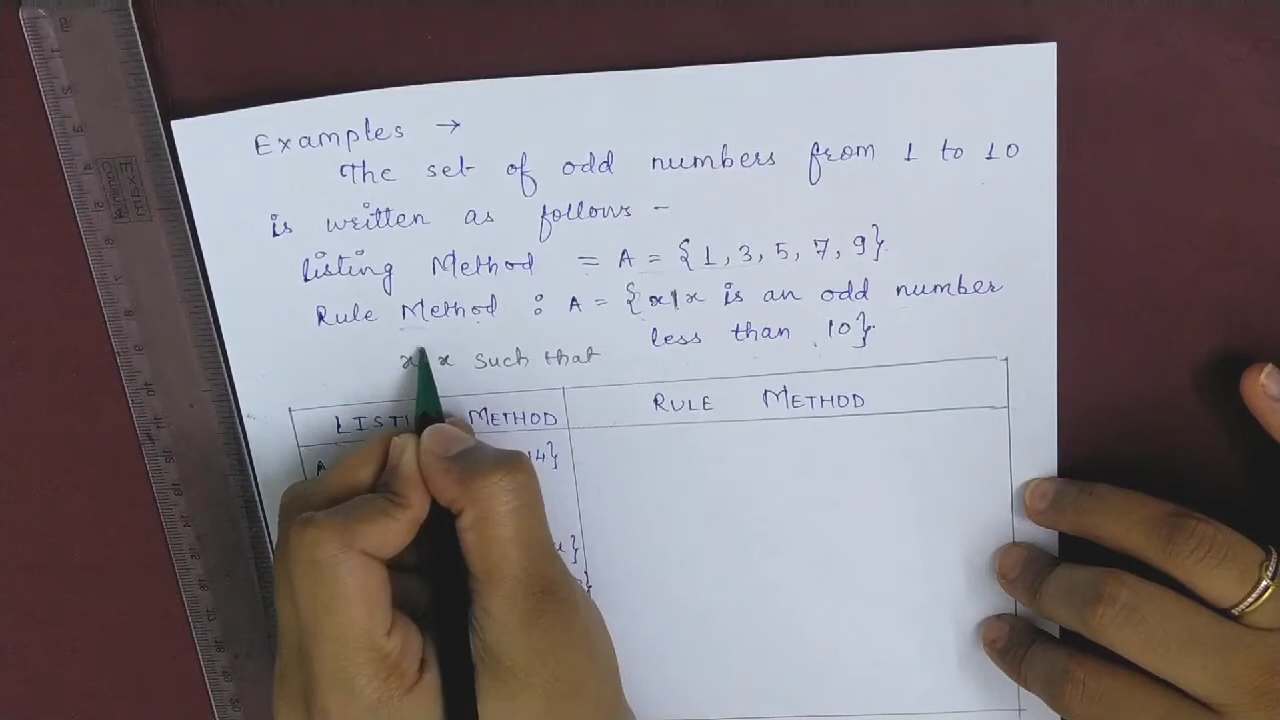 Examples →
The set of odd numbers from 1 to 10
is written as follows -
Listing Method = A = {1, 3, 5, 7, 9}.
Rule Method : A = {x|x is an odd number
less than 10}.
x x such that
METHOD RULE METHOD
A 14}